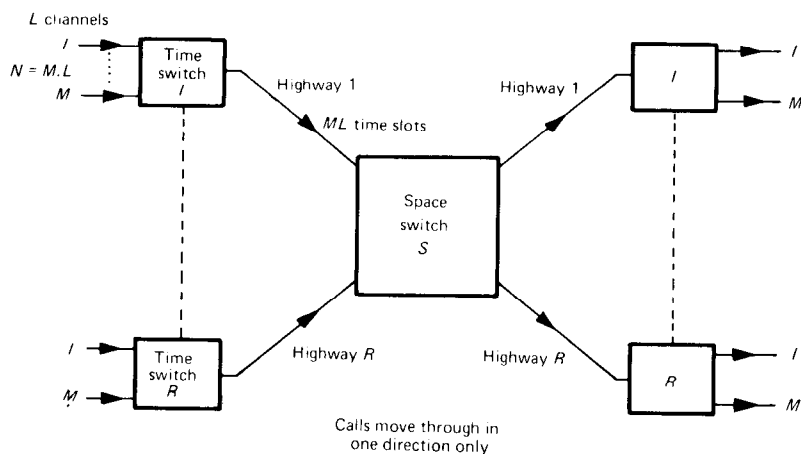 L channels
I
N = M.L
M
Time
switch
I
Highway 1
ML time slots
Highway 1
I
I
M
Space
switch
S
I
M
Time
switch
R
Highway R
Highway R
R
I
M
Calls move through in
one direction only